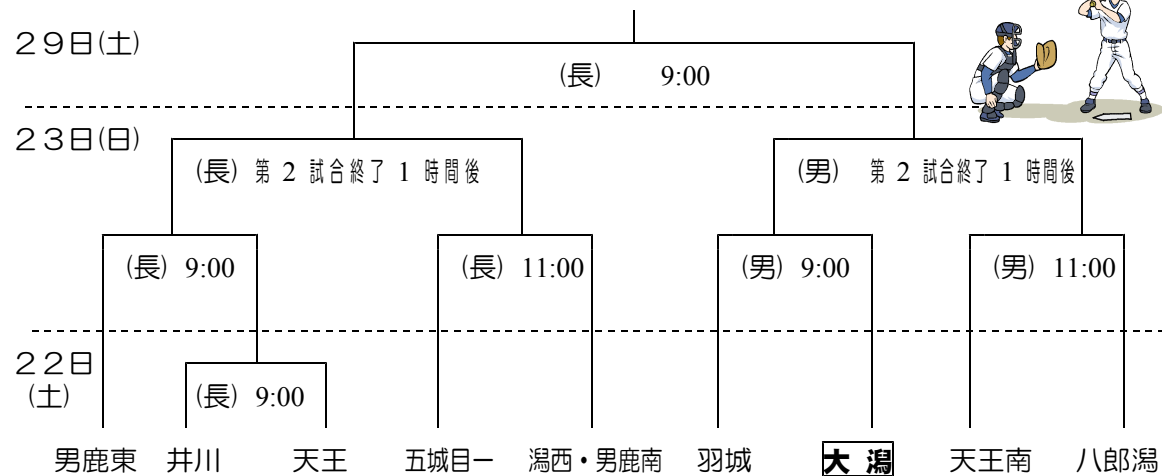 29日(土)
(長) 9:00
23日(日)
(長) 第 2 試合終了 1 時間後
(男) 第 2 試合終了 1 時間後
(長) 9:00
(長) 11:00
(男) 9:00
(男) 11:00
22日
(土)
(長) 9:00
男鹿東 井川 天王 五城目一 潟西・男鹿南 羽城 大潟 天王南 八郎潟